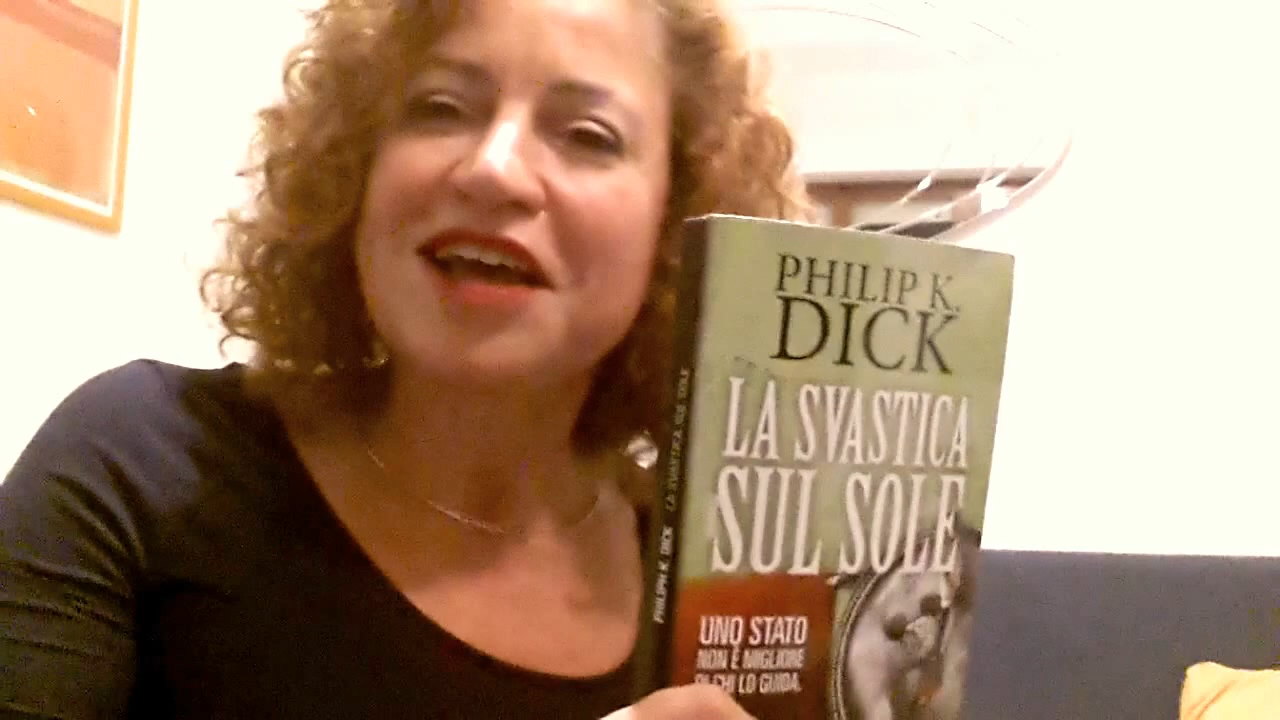 PHILIP K.
DICK
LA SVASTICA
SUL SOLE
UNO STATO
NON È MIGLIORE
DI CHI LO GUIDA.
PHILIP K. DICK LA SVASTICA SUL SOLE